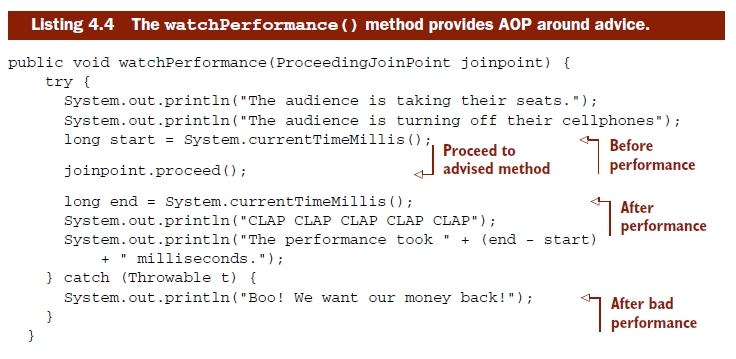 Listing 4.4 The watchPerformance() method provides AOP around advice.
public void watchPerformance(ProceedingJoinPoint joinpoint) {
try {
System.out.println("The audience is taking their seats.");
System.out.println("The audience is turning off their cellphones");
long start = System.currentTimeMillis();
Before
performance
Proceed to
advised method
joinpoint.proceed();
long end = System.currentTimeMillis();
After
performance
System.out.println("CLAP CLAP CLAP CLAP CLAP");
System.out.println("The performance took " + (end - start)
+ " milliseconds.");
} catch (Throwable t) {
System.out.println("Boo! We want our money back!");
After bad
performance
}
}